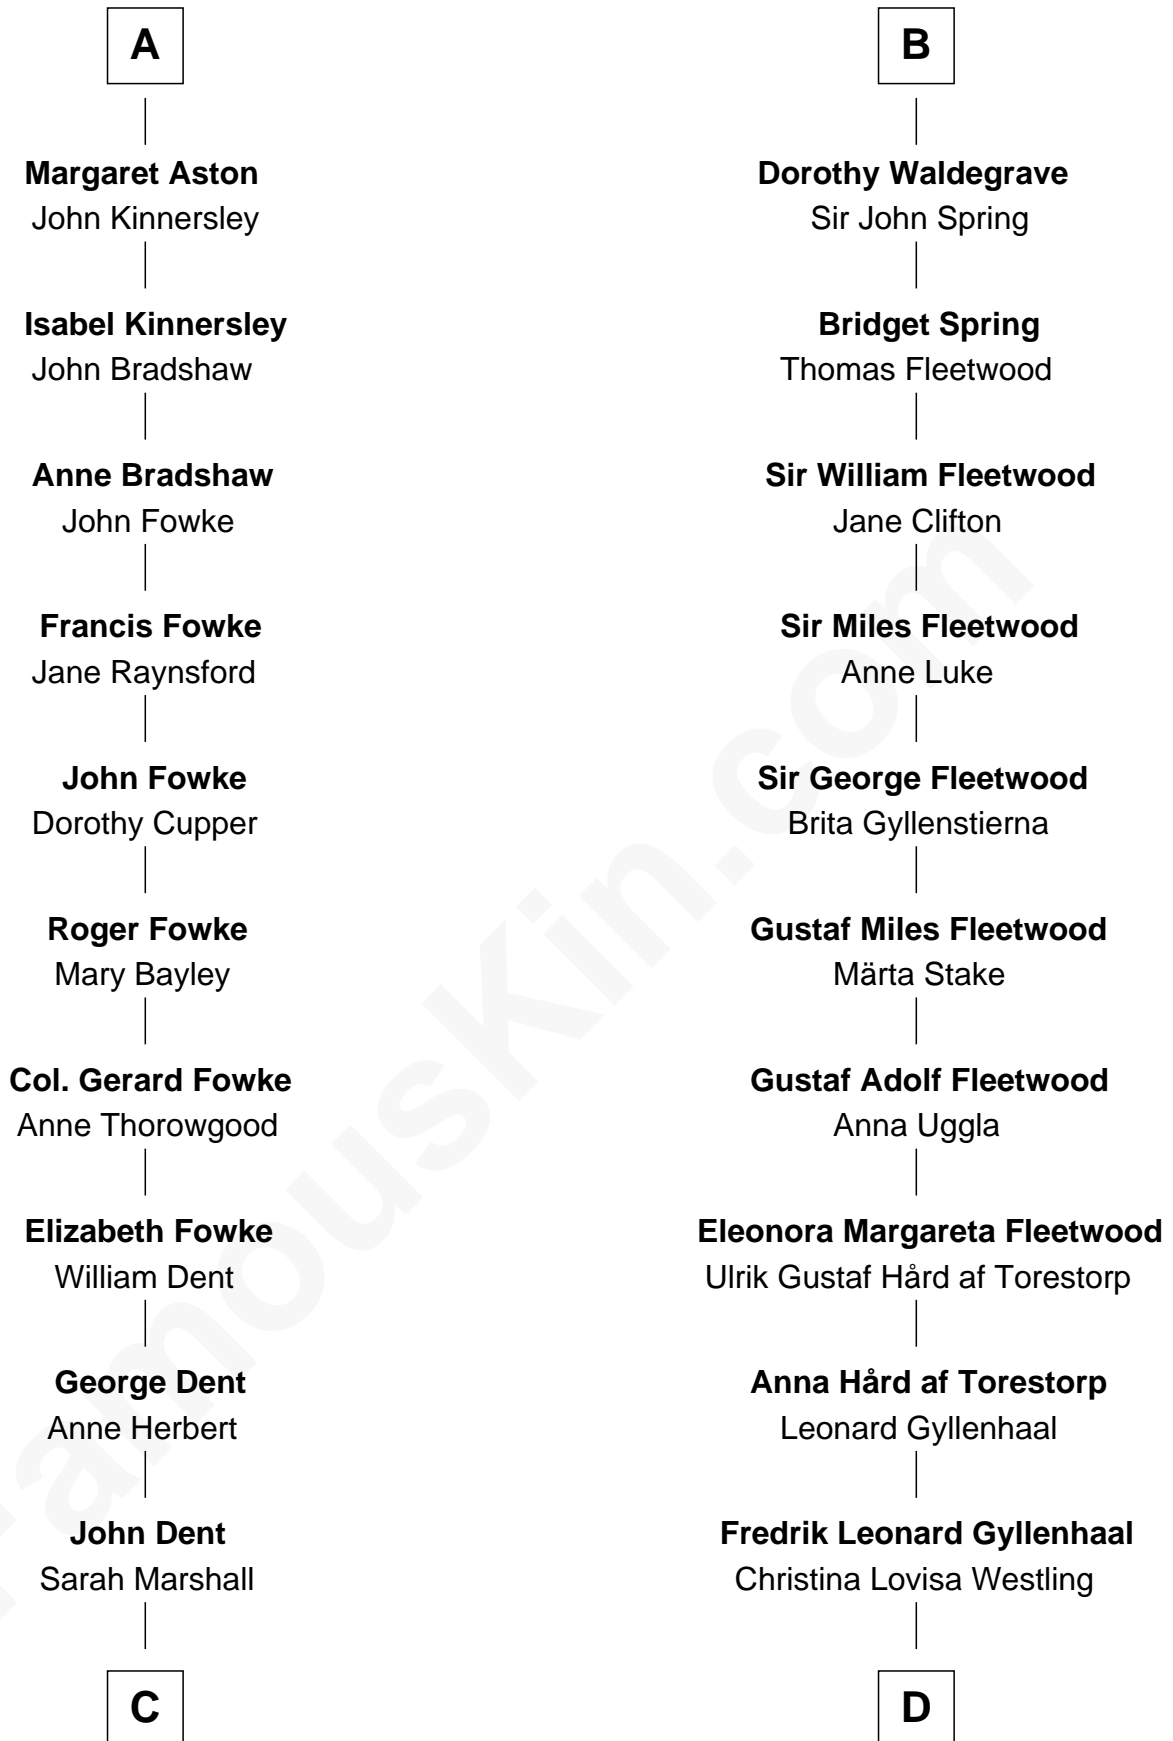 A
Margaret Aston
John Kinnersley
Isabel Kinnersley
John Bradshaw
Anne Bradshaw
John Fowke
Francis Fowke
Jane Raynsford
John Fowke
Dorothy Cupper
Roger Fowke
Mary Bayley
Col. Gerard Fowke
Anne Thorowgood
Elizabeth Fowke
William Dent
George Dent
Anne Herbert
John Dent
Sarah Marshall
C
B
Dorothy Waldegrave
Sir John Spring
Bridget Spring
Thomas Fleetwood
Sir William Fleetwood
Jane Clifton
Sir Miles Fleetwood
Anne Luke
Sir George Fleetwood
Brita Gyllenstierna
Gustaf Miles Fleetwood
Märta Stake
Gustaf Adolf Fleetwood
Anna Uggla
Eleonora Margareta Fleetwood
Ulrik Gustaf Hård af Torestorp
Anna Hård af Torestorp
Leonard Gyllenhaal
Fredrik Leonard Gyllenhaal
Christina Lovisa Westling
D
FamousKin.com